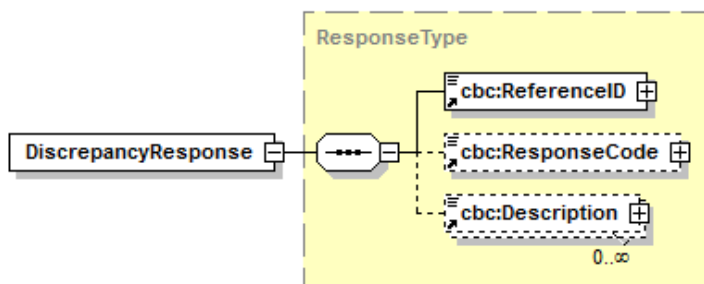 ResponseType
cbc:ReferenceID
DiscrepancyResponse
cbc:ResponseCode
cbc:Description
0..∞